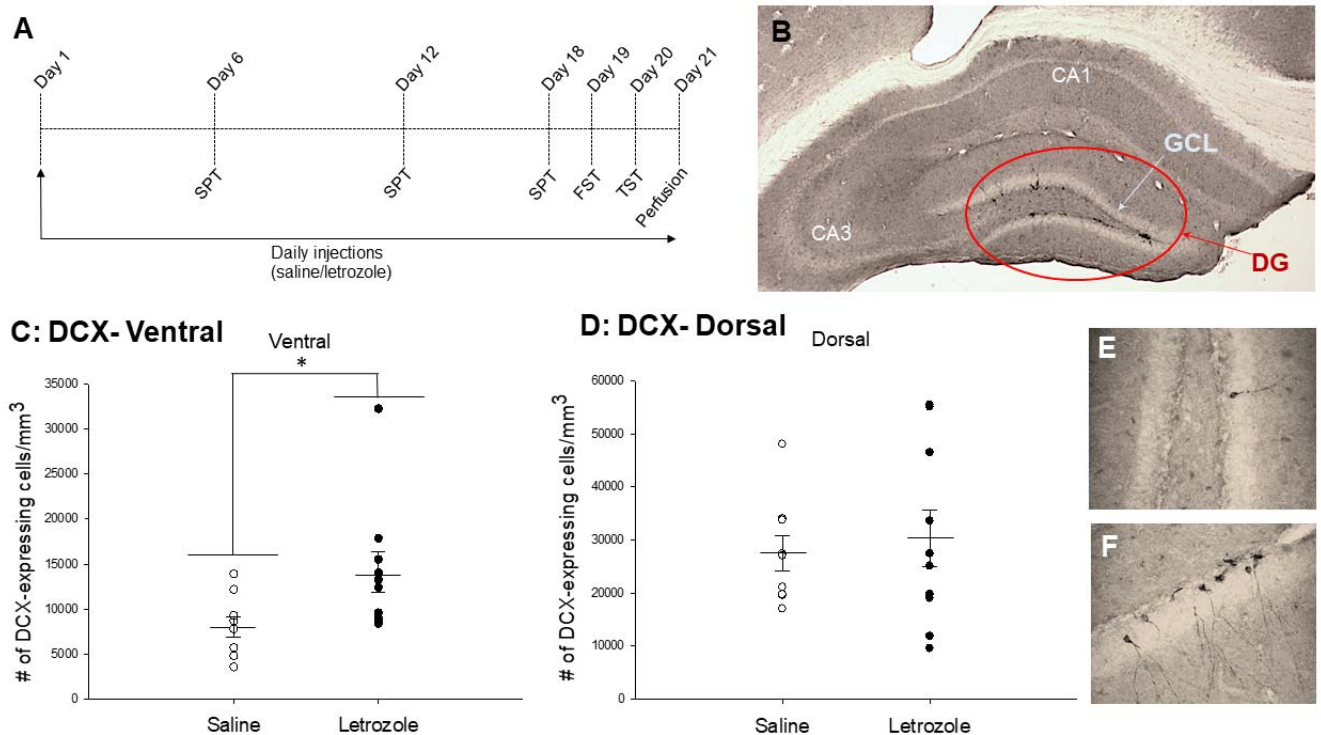 A
Day 1
Day 6
Day 12
Day 18
Day 19
Day 20
Day 21
SPT
SPT
SPT
FST
TST
Perfusion
Daily injections
(saline/letrozole)
B
CA1
GCL
CA3
DG
C: DCX- Ventral
Ventral
*
# of DCX-expressing cells/mm³
35000
30000
25000
20000
15000
10000
5000
0
Saline
Letrozole
D: DCX- Dorsal
Dorsal
# of DCX-expressing cells/mm³
60000
50000
40000
30000
20000
10000
0
Saline
Letrozole
E
F